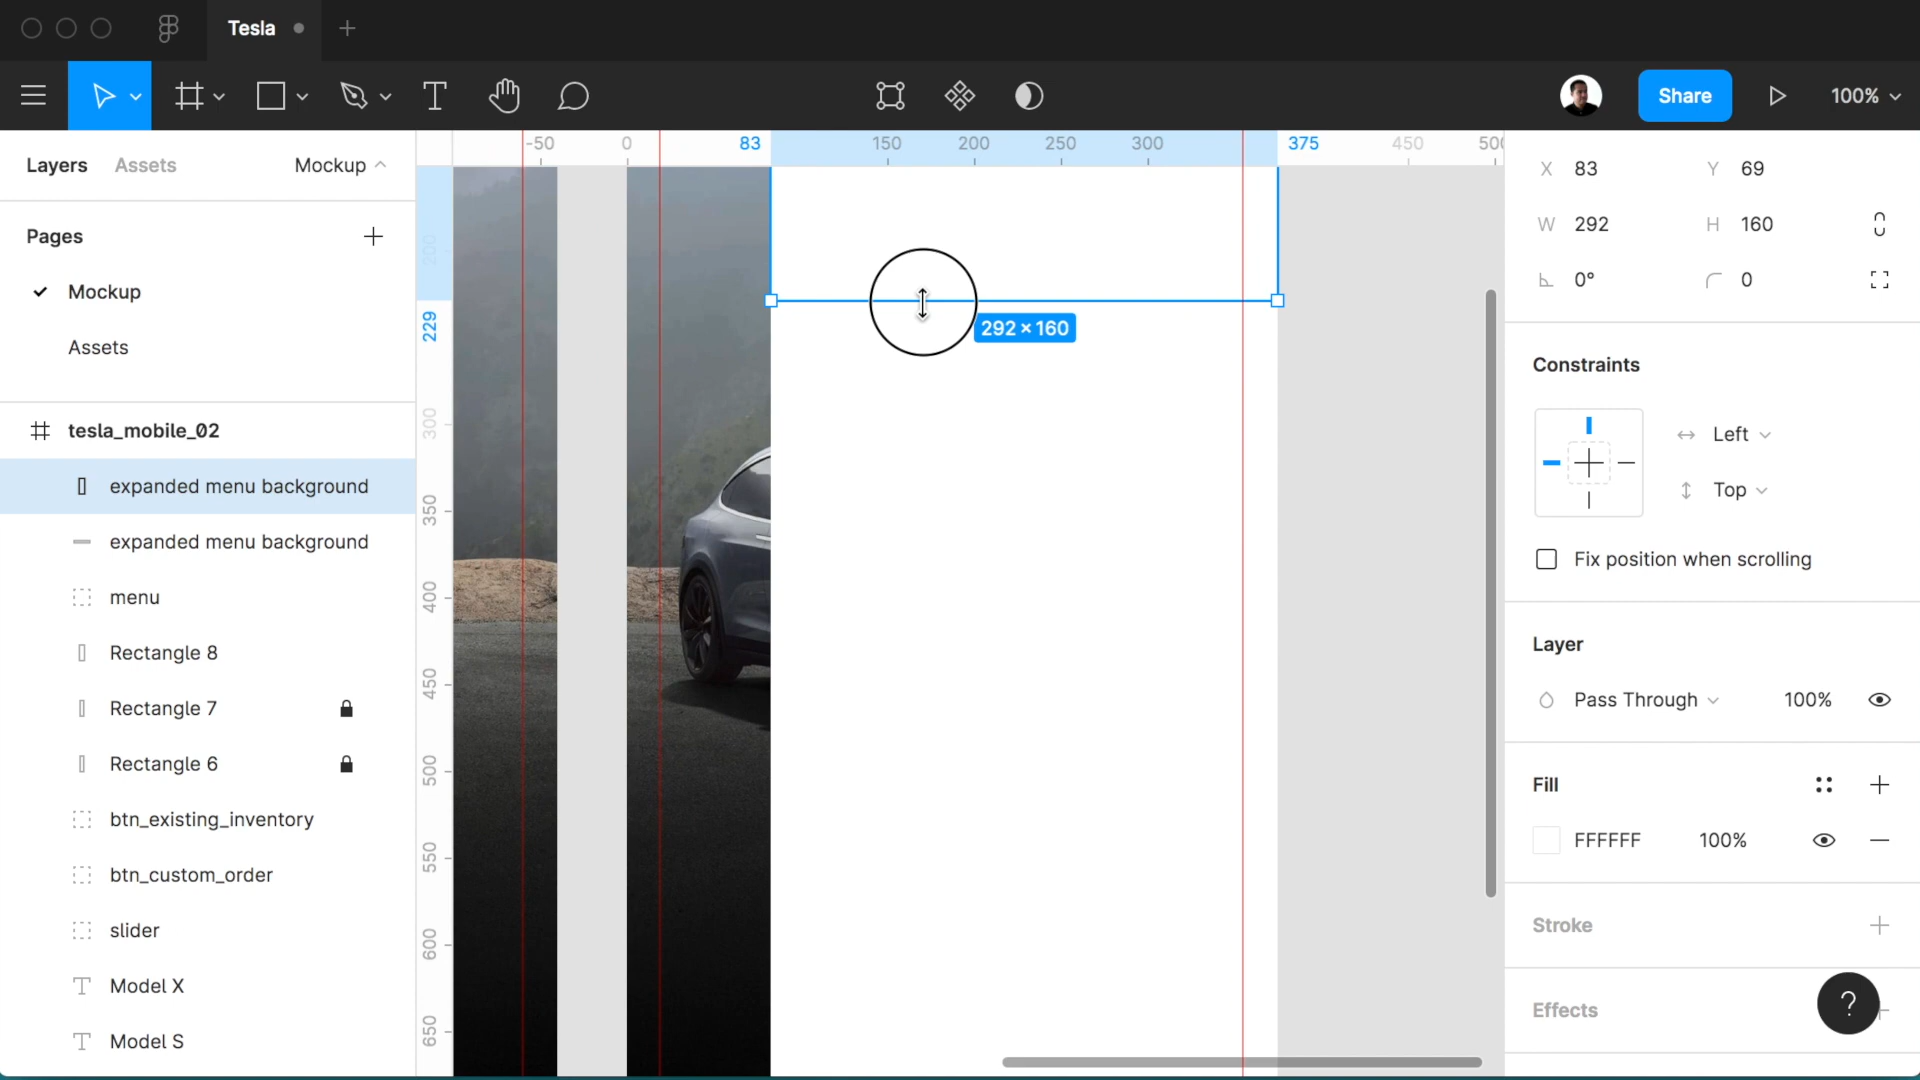 Tesla
Share
100%
Layers
Assets
Mockup
Pages
Mockup
Assets
tesla_mobile_02
expanded menu background
expanded menu background
menu
Rectangle 8
Rectangle 7
Rectangle 6
btn_existing_inventory
btn_custom_order
slider
Model X
Model S
-50
0
83
150
200
250
300
375
450
500
200
229
300
350
400
450
500
550
600
650
292 × 160
X 83
Y 69
W 292
H 160
0°
0
Constraints
Left
Top
Fix position when scrolling
Layer
Pass Through
100%
Fill
FFFFFF
100%
Stroke
Effects
?